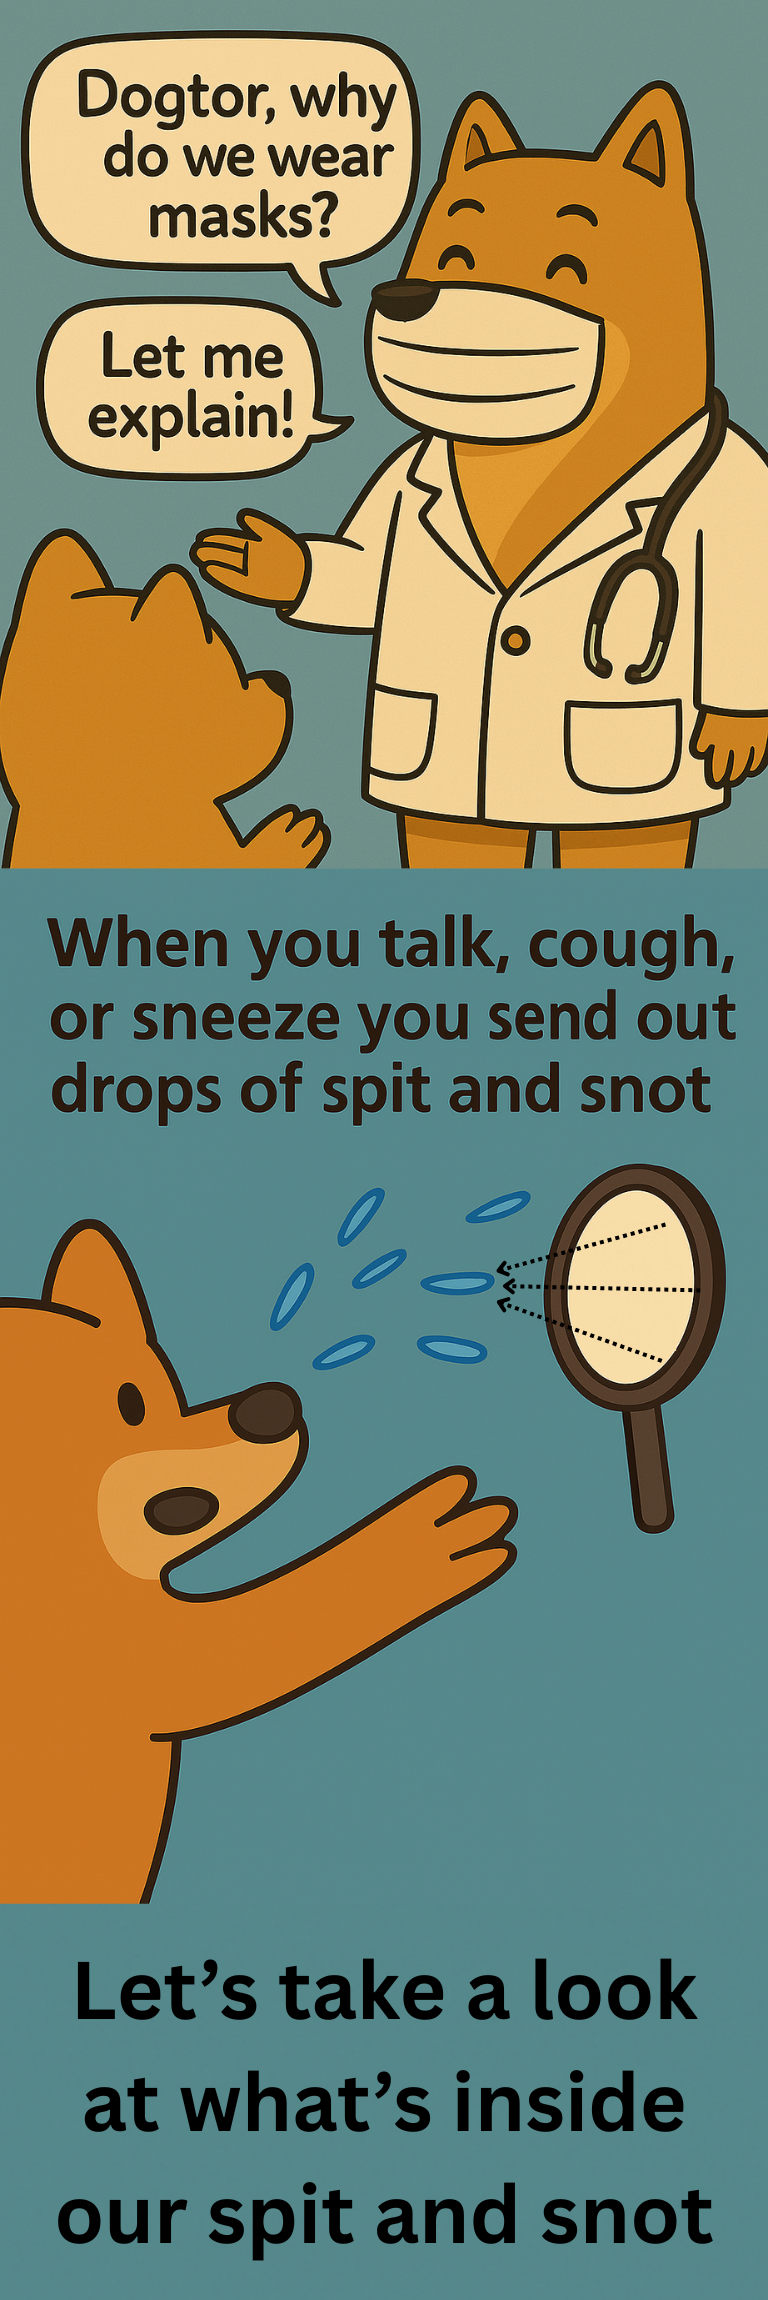 Dogtor, why
do we wear
masks?
Let me
explain!
When you talk, cough,
or sneeze you send out
drops of spit and snot
Let’s take a look
at what’s inside
our spit and snot